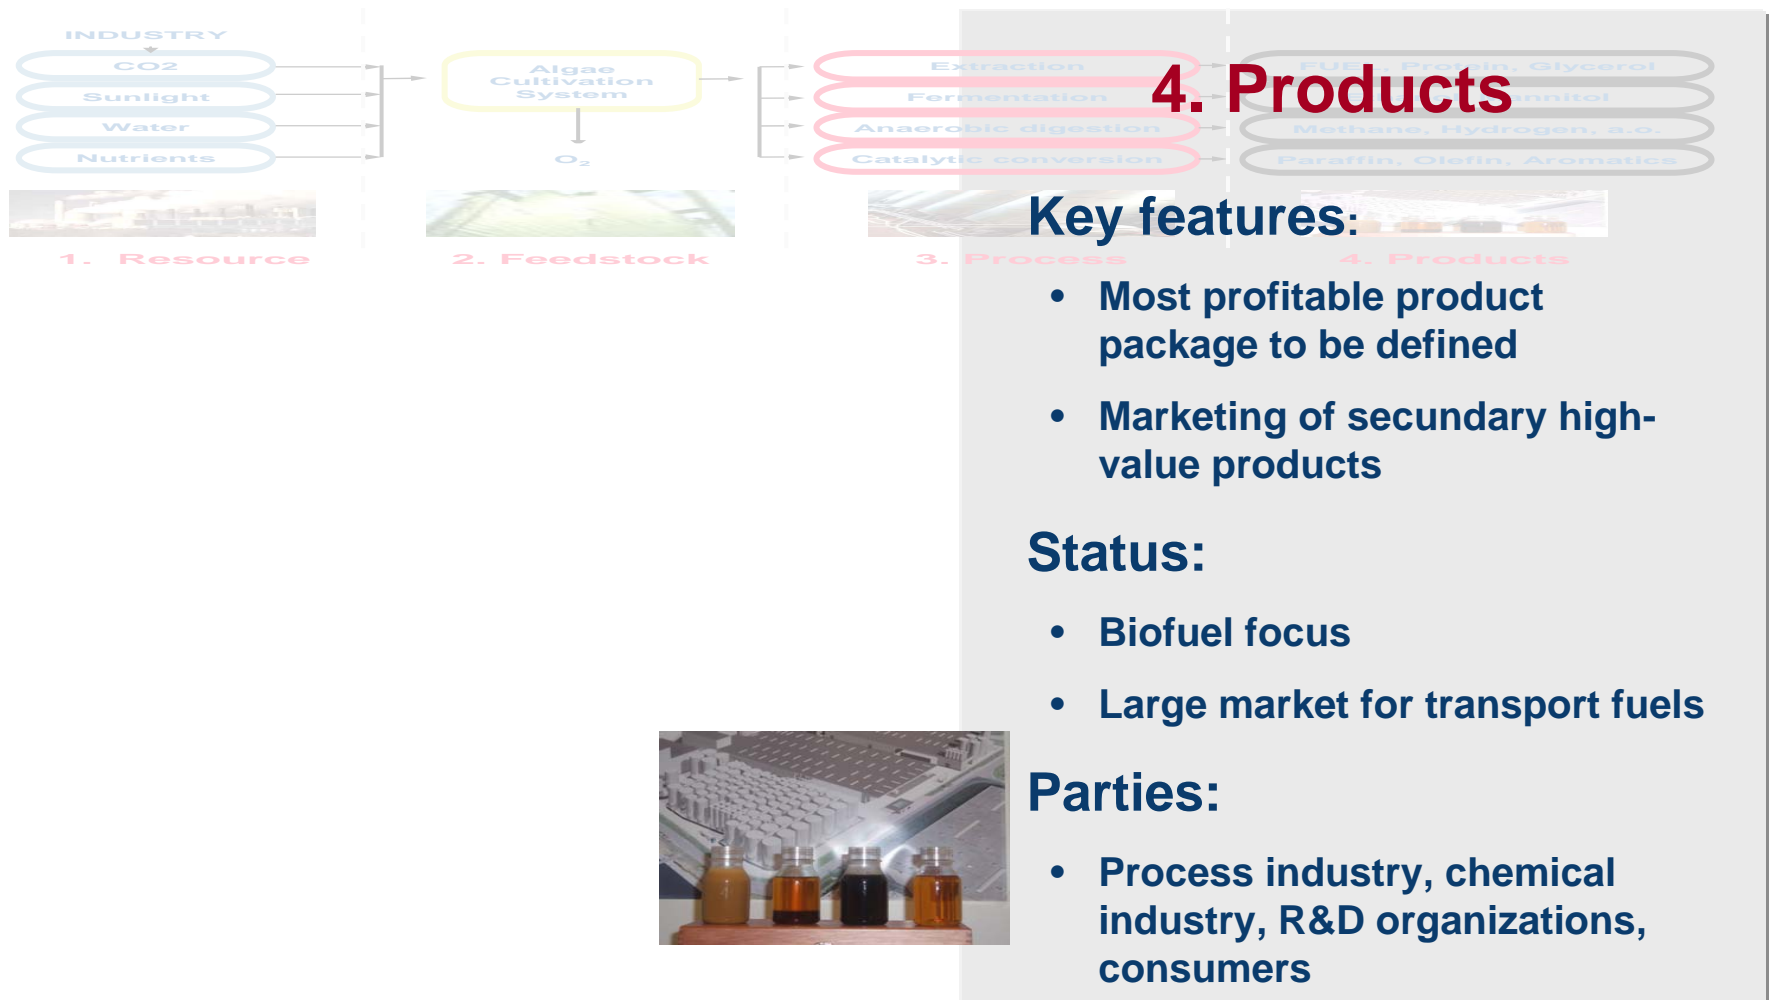 INDUSTRY
CO2
Sunlight
Water
Nutrients
Algae
Cultivation
System
O₂
Extraction
Fermentation
Anaerobic digestion
Catalytic conversion
Protein, Glycerol
Methane, Hydrogen, a.o.
Paraffin, Olefin, Aromatics
1. Resource
2. Feedstock
3. Process
4. Products
4. Products
Key features:
• Most profitable product
package to be defined
• Marketing of secundary high-
value products
Status:
• Biofuel focus
• Large market for transport fuels
Parties:
• Process industry, chemical
industry, R&D organizations,
consumers